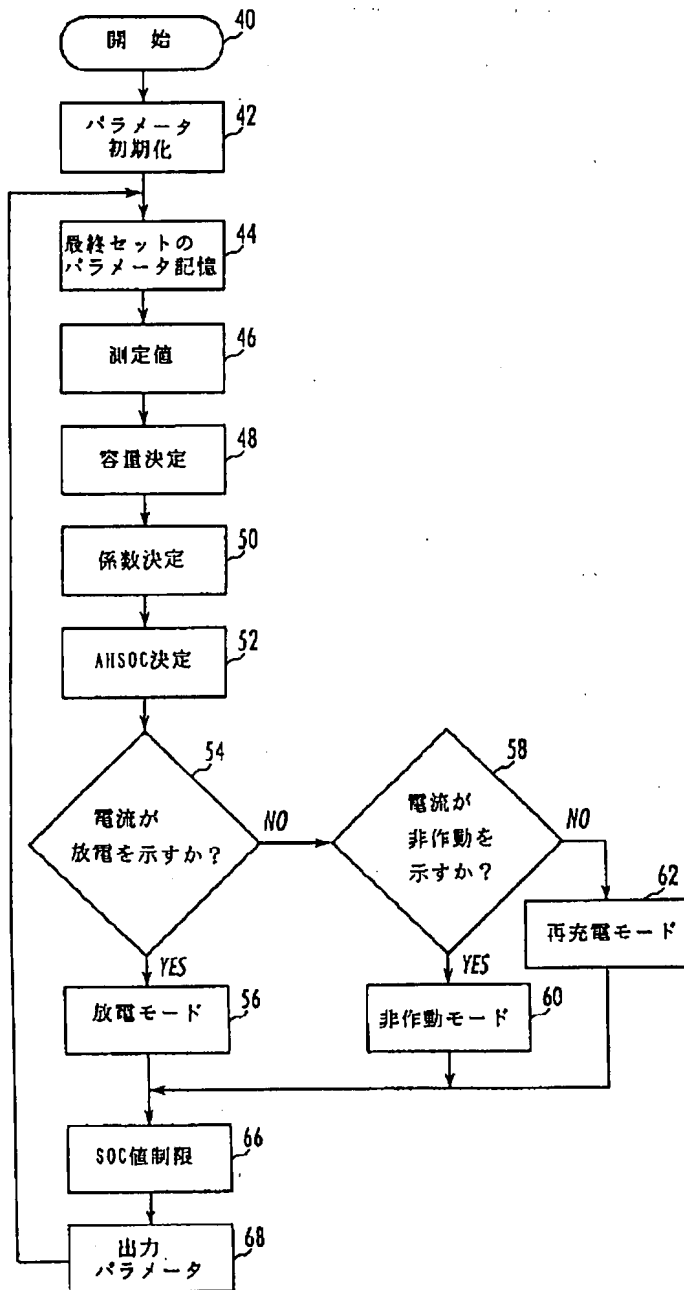 開 始
40
パラメータ
初期化
42
最終セットの
パラメータ記憶
44
測定値
46
容量決定
48
係数決定
50
AHSOC決定
52
電流が
放電を示すか?
54
NO
YES
電流が
非作動を
示すか?
58
NO
YES
再充電モード
62
放電モード
56
非作動モード
60
SOC値制限
66
出力
パラメータ
68